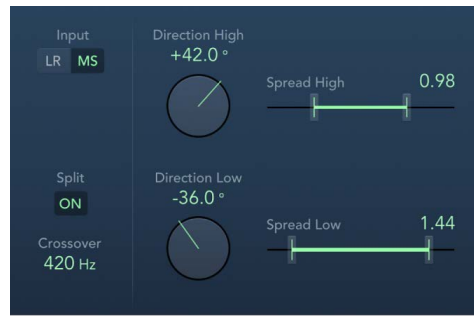 Input
LR MS
Direction High
+42.0 °
Spread High 0.98
Split
ON
Direction Low
-36.0 °
Spread Low 1.44
Crossover
420 Hz